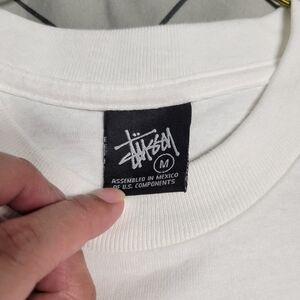 Stüssy
M
ASSEMBLED IN MEXICO
OF U.S. COMPONENTS